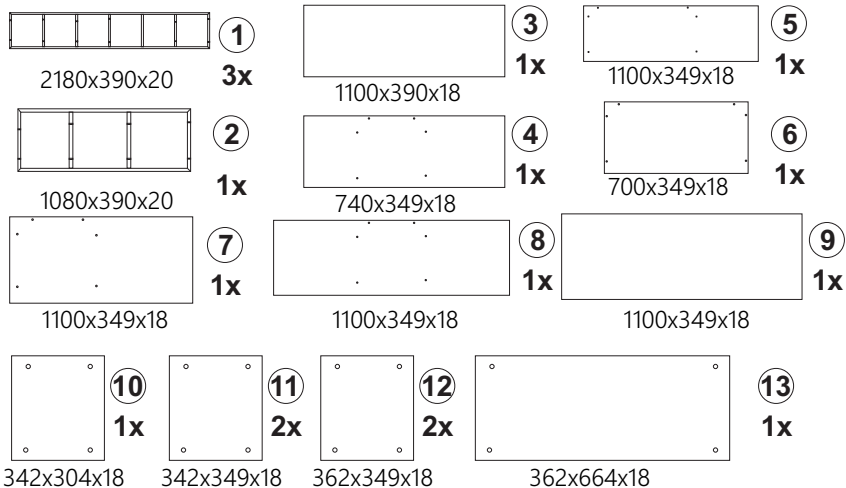 1
3x
2180x390x20
3
1x
1100x390x18
5
1x
1100x349x18
2
1x
1080x390x20
4
1x
740x349x18
6
1x
700x349x18
7
1x
1100x349x18
8
1x
1100x349x18
9
1x
1100x349x18
10
1x
342x304x18
11
2x
342x349x18
12
2x
362x349x18
13
1x
362x664x18